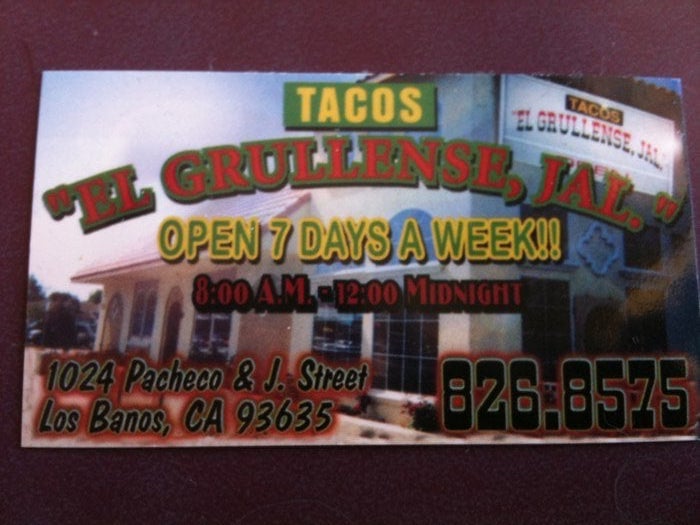 TACOS
"EL GRULLENSE, JAL."
OPEN 7 DAYS A WEEK!!
8:00 A.M. - 12:00 MIDNIGHT
1024 Pacheco & J. Street
Los Banos, CA 93635
826.8575
TACOS
"EL GRULLENSE, JAL."